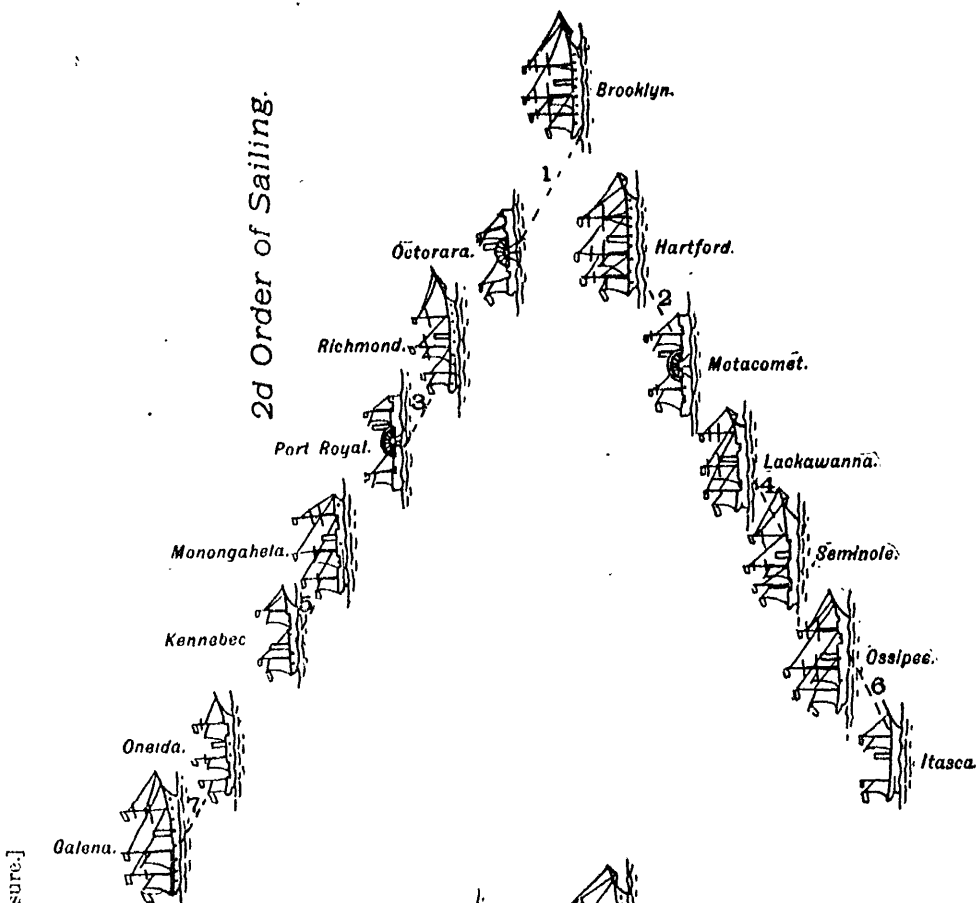 2d Order of Sailing.
Brooklyn.
1
Octorara.
Hartford.
2
Richmond.
Motacomet.
3
Port Royal.
Lackawanna.
4
Monongahela.
Seminole.
5
Kennebec
Ossipee.
6
Oneida.
Itasca
7
Galena.
sure.]